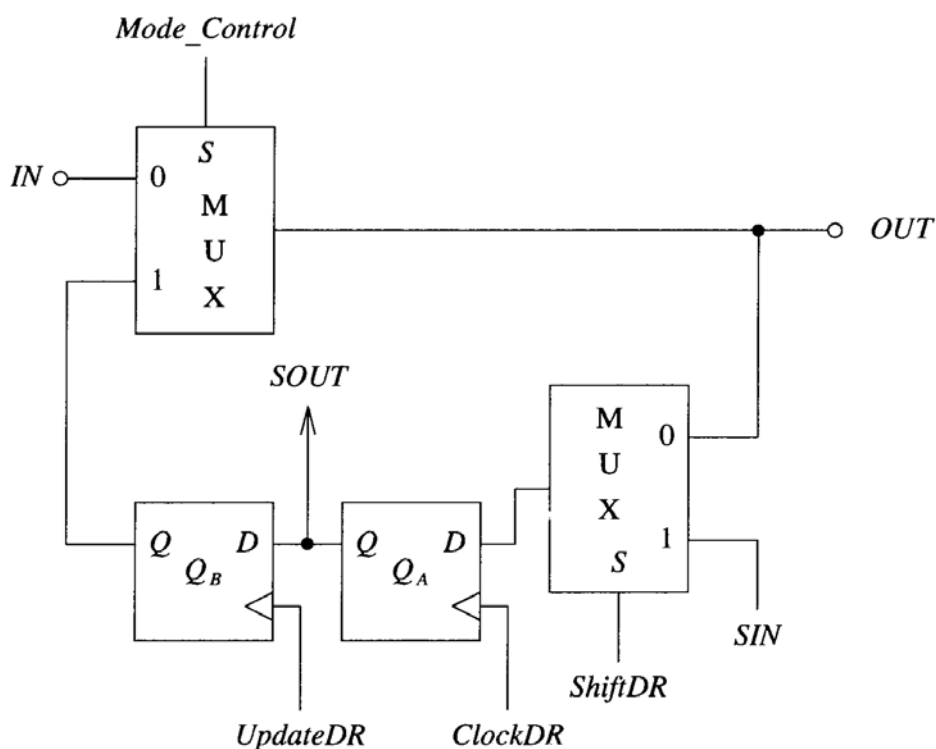 Mode_Control
S
IN
0
M
U
X
1
OUT
SOUT
M
U
X
S
0
1
Q
D
Q_B
Q
D
Q_A
SIN
ShiftDR
UpdateDR
ClockDR